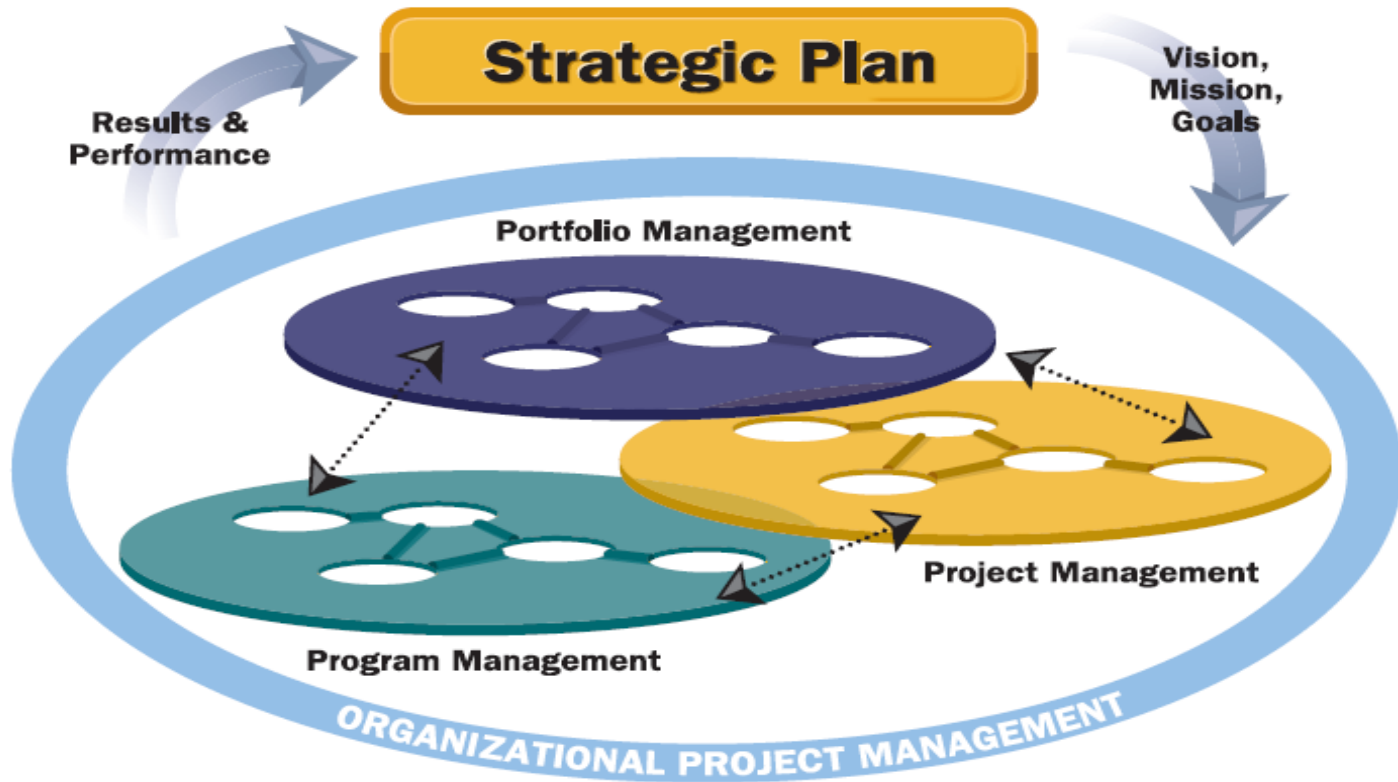 Strategic Plan
Results &
Performance
Vision,
Mission,
Goals
Portfolio Management
Project Management
Program Management
ORGANIZATIONAL PROJECT MANAGEMENT